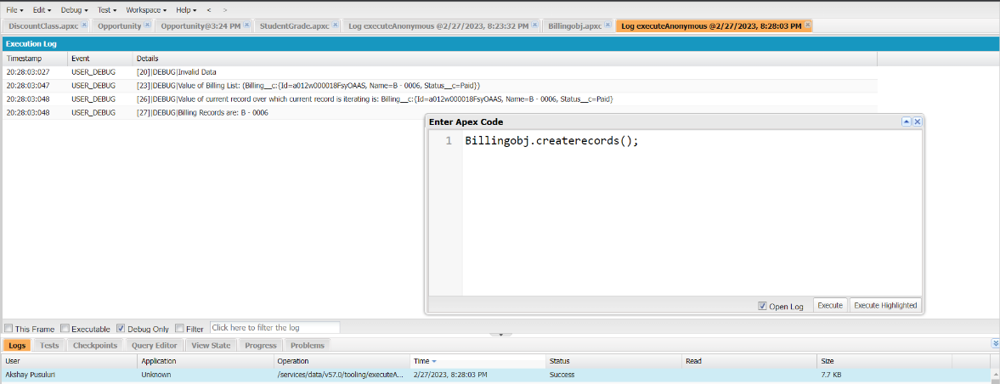 File Edit Debug Test Workspace Help < >
DiscountClass.apxc Opportunity Opportunity@3:24 PM StudentGrade.apxc Log executeAnonymous @2/27/2023, 8:23:32 PM Billingobj.apxc Log executeAnonymous @2/27/2023, 8:28:03 PM
Execution Log
Timestamp Event Details
20:28:03:027 USER_DEBUG [20]|DEBUG|Invalid Data
20:28:03:047 USER_DEBUG [23]|DEBUG|Value of Billing List: (Billing__c:{Id=a012w000018FsyOAAS, Name=B - 0006, Status__c=Paid})
20:28:03:048 USER_DEBUG [26]|DEBUG|Value of current record over which current record is iterating is: Billing__c:{Id=a012w000018FsyOAAS, Name=B - 0006, Status__c=Paid}
20:28:03:048 USER_DEBUG [27]|DEBUG|Billing Records are: B - 0006
Enter Apex Code
1 Billingobj.createrecords();
Open Log Execute Execute Highlighted
This Frame Executable Debug Only Filter Click here to filter the log
Logs Tests Checkpoints Query Editor View State Progress Problems
User Application Operation Time Status Read Size
Akshay Pusuluri Unknown /services/data/v57.0/tooling/executeA... 2/27/2023, 8:28:03 PM Success 7.7 KB